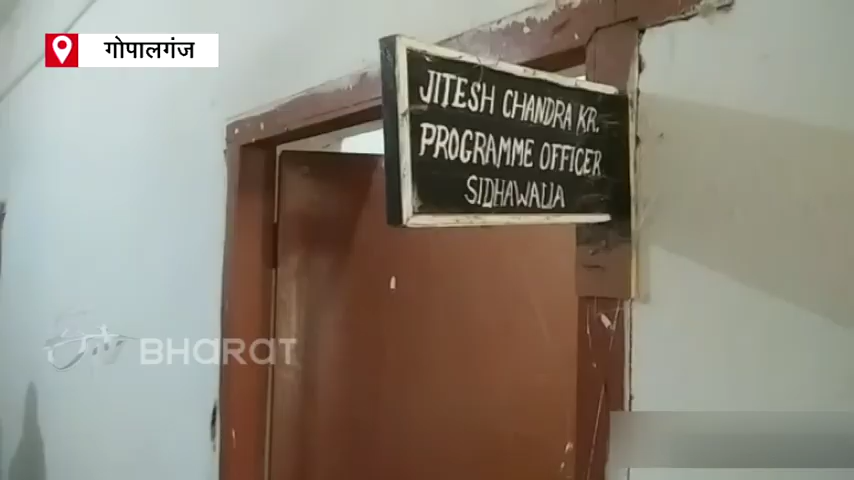 गोपालगंज
JITESH CHANDRA KR.
PROGRAMME OFFICER
SIDHAWALIA
BHARAT